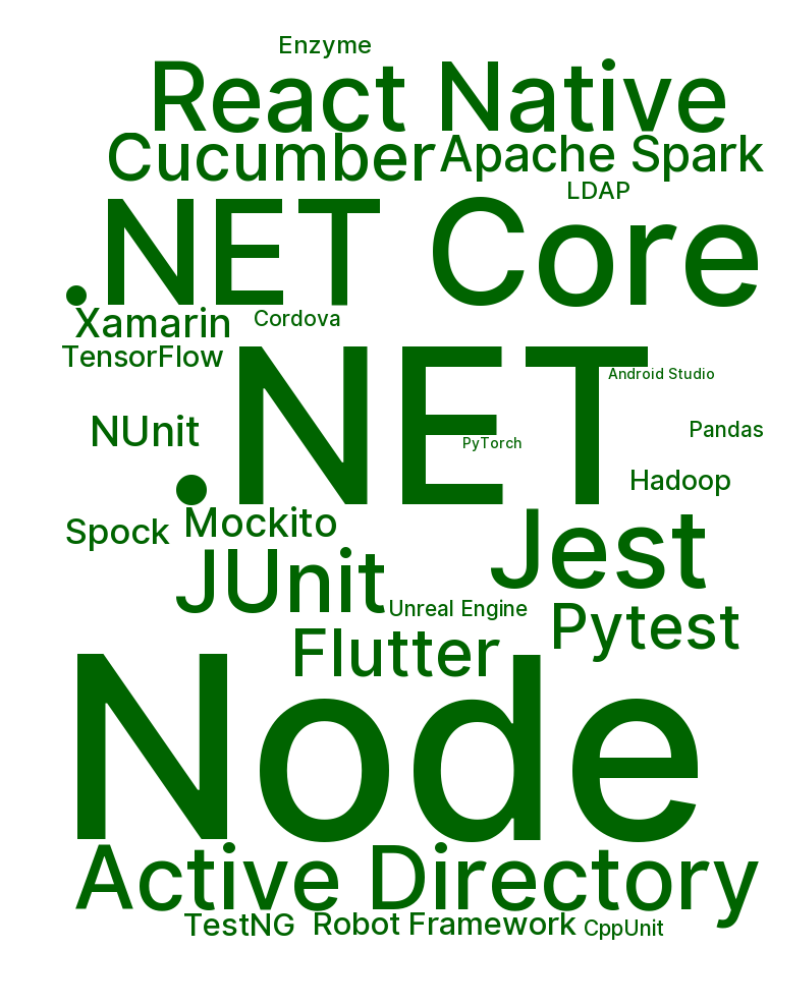 Enzyme
React Native
Cucumber Apache Spark
LDAP
.NET Core
Xamarin Cordova
TensorFlow
.NET
Android Studio
NUnit
Pandas
PyTorch
Hadoop
Spock Mockito
Jest
JUnit
Unreal Engine
Pytest
Flutter
Node
Active Directory
TestNG Robot Framework CppUnit